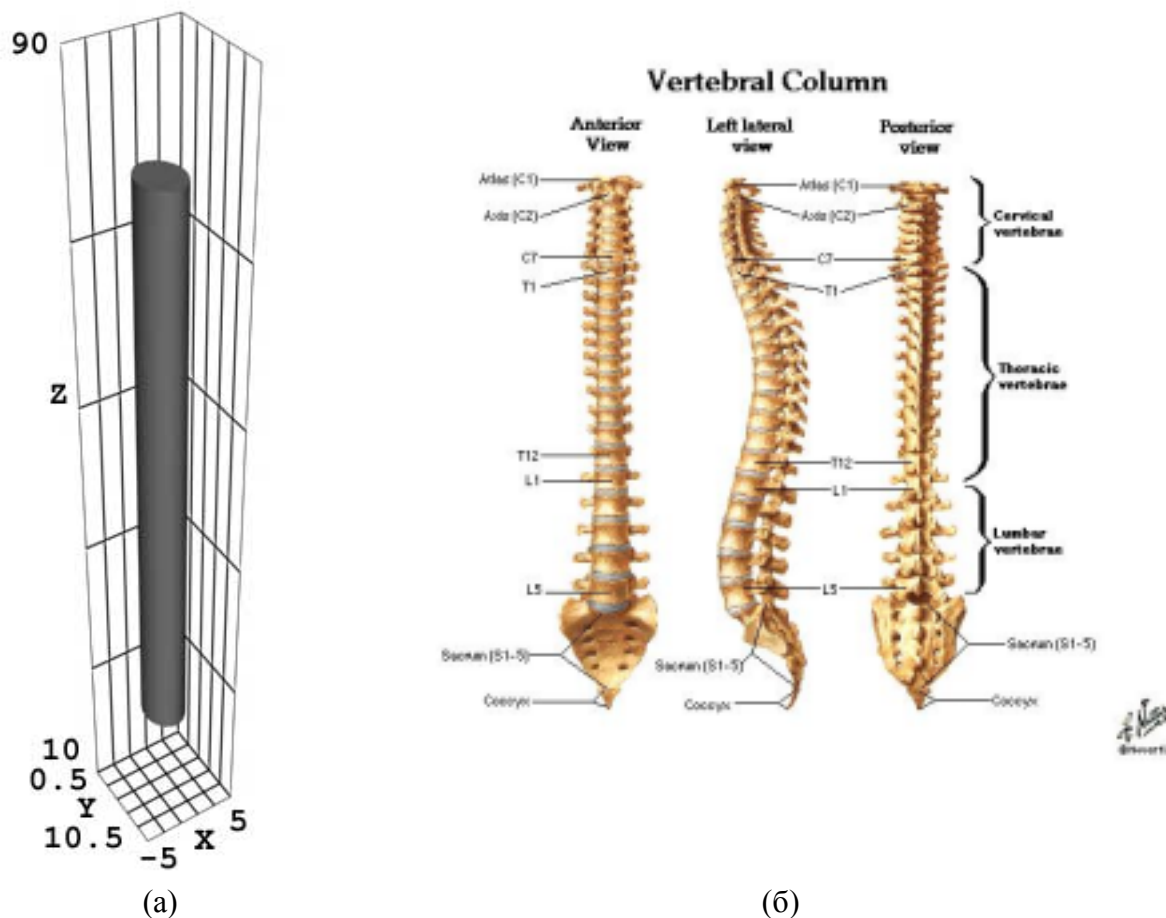 90
Z
10
0.5
Y
10.5
X
5
-5
(а)
Vertebral Column
Anterior
View
Left lateral
view
Posterior
view
Atlas (C1)
Axis (C2)
C7
T1
T12
L1
L5
Sacrum (S1-5)
Coccyx
Atlas (C1)
Axis (C2)
C7
T1
T12
L1
L5
Sacrum (S1-5)
Coccyx
Cervical
vertebrae
Thoracic
vertebrae
Lumbar
vertebrae
Sacrum (S1-5)
Coccyx
(б)